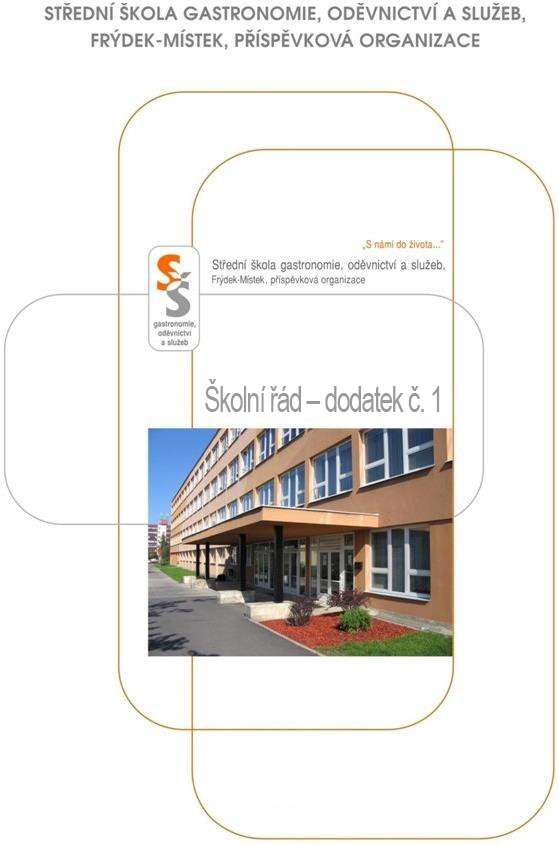 STŘEDNÍ ŠKOLA GASTRONOMIE, ODĚVNICTVÍ A SLUŽEB,
FRÝDEK-MÍSTEK, PŘÍSPĚVKOVÁ ORGANIZACE
„S námi do života...“
Střední škola gastronomie, oděvnictví a služeb,
Frýdek-Místek, příspěvková organizace
SŠ
gastronomie,
oděvnictví
a služeb
Školní řád – dodatek č. 1